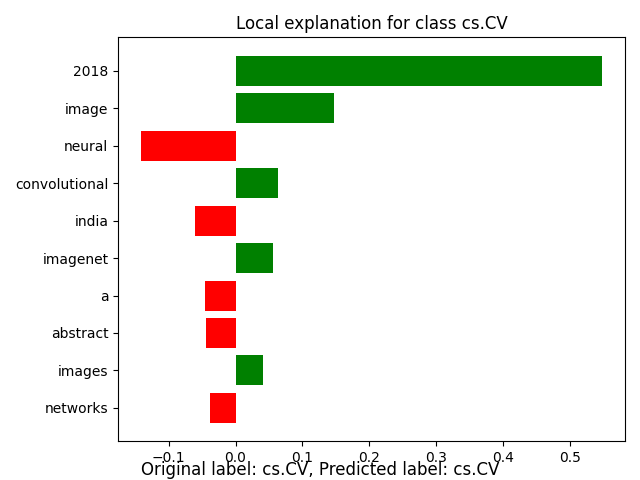 Local explanation for class cs.CV
2018
image
neural
convolutional
india
imagenet
a
abstract
images
networks
−0.1 0.0 0.1 0.2 0.3 0.4 0.5
Original label: cs.CV, Predicted label: cs.CV